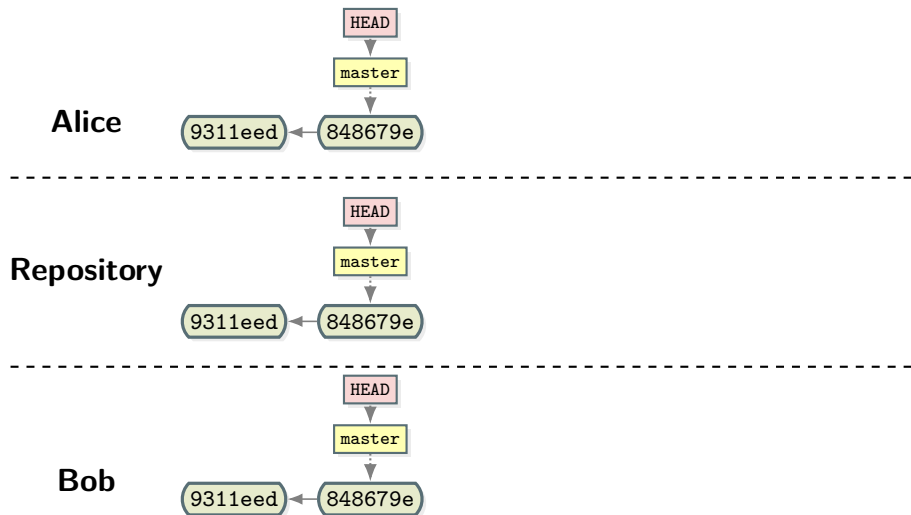 HEAD
master
Alice
9311eed 848679e
HEAD
master
Repository
9311eed 848679e
HEAD
master
Bob
9311eed 848679e